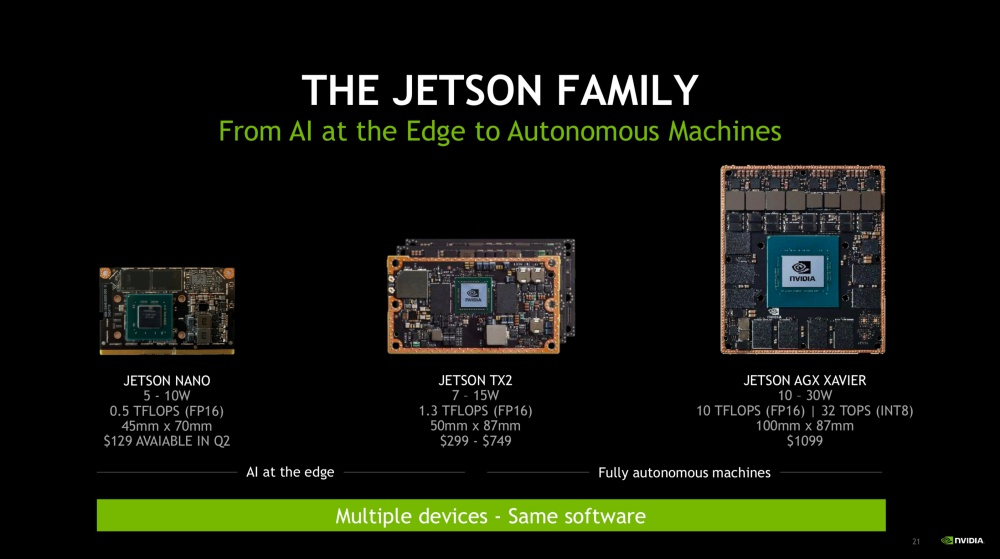 THE JETSON FAMILY
From AI at the Edge to Autonomous Machines
NVIDIA
NVIDIA
JETSON NANO
5 - 10W
0.5 TFLOPS (FP16)
45mm x 70mm
$129 AVAIABLE IN Q2
JETSON TX2
7 – 15W
1.3 TFLOPS (FP16)
50mm x 87mm
$299 - $749
JETSON AGX XAVIER
10 – 30W
10 TFLOPS (FP16) | 32 TOPS (INT8)
100mm x 87mm
$1099
AI at the edge
Fully autonomous machines
Multiple devices - Same software
21
NVIDIA